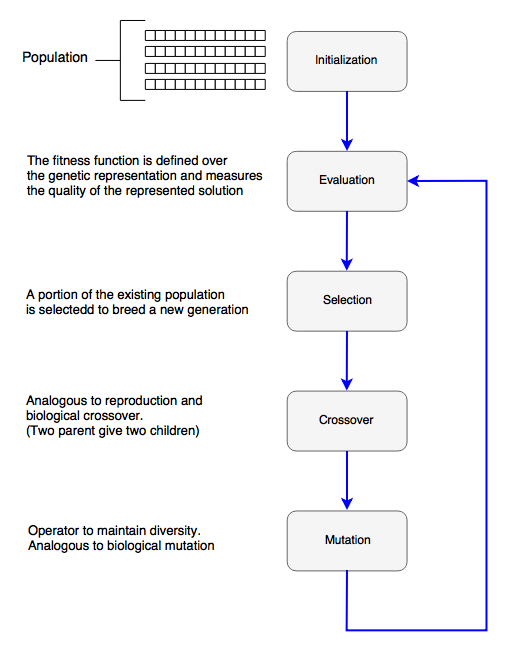 Population
Initialization
The fitness function is defined over
the genetic representation and measures
the quality of the represented solution
Evaluation
A portion of the existing population
is selectedd to breed a new generation
Selection
Analogous to reproduction and
biological crossover.
(Two parent give two children)
Crossover
Operator to maintain diversity.
Analogous to biological mutation
Mutation